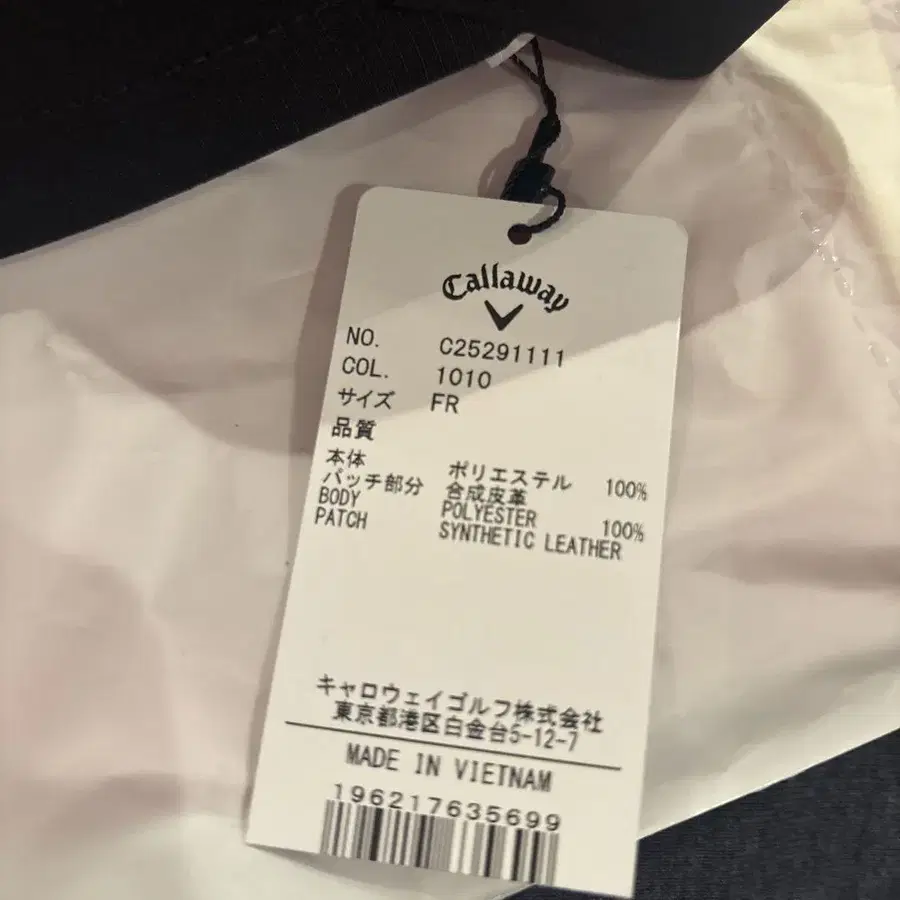 Callaway
NO. C25291111
COL. 1010
サイズ FR
品質
本体 ポリエステル 100%
パッチ部分 合成皮革
BODY POLYESTER 100%
PATCH SYNTHETIC LEATHER
キャロウェイゴルフ株式会社
東京都港区白金台5-12-7
MADE IN VIETNAM
196217635699